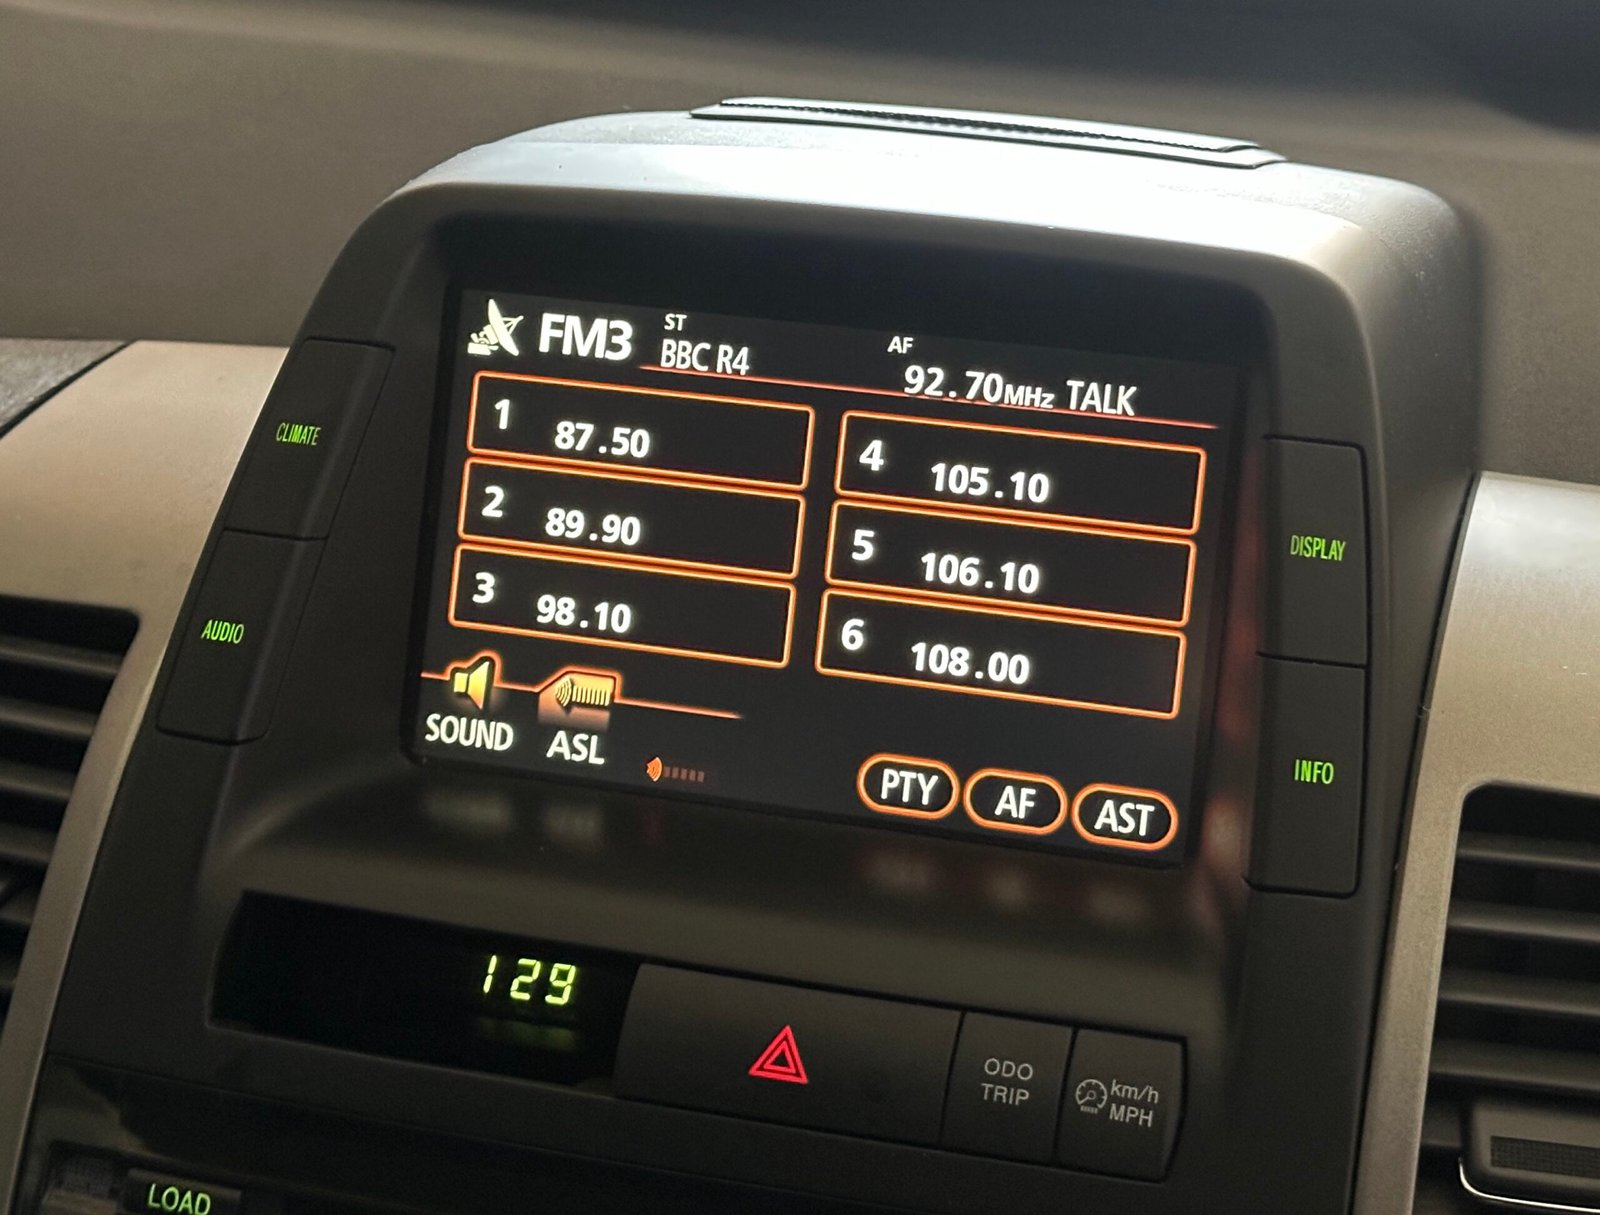 FM3
ST
BBC R4
AF
92.70MHz TALK
1 87.50
2 89.90
3 98.10
4 105.10
5 106.10
6 108.00
SOUND
ASL
PTY
AF
AST
CLIMATE
AUDIO
DISPLAY
INFO
129
ODO
TRIP
km/h
MPH
LOAD